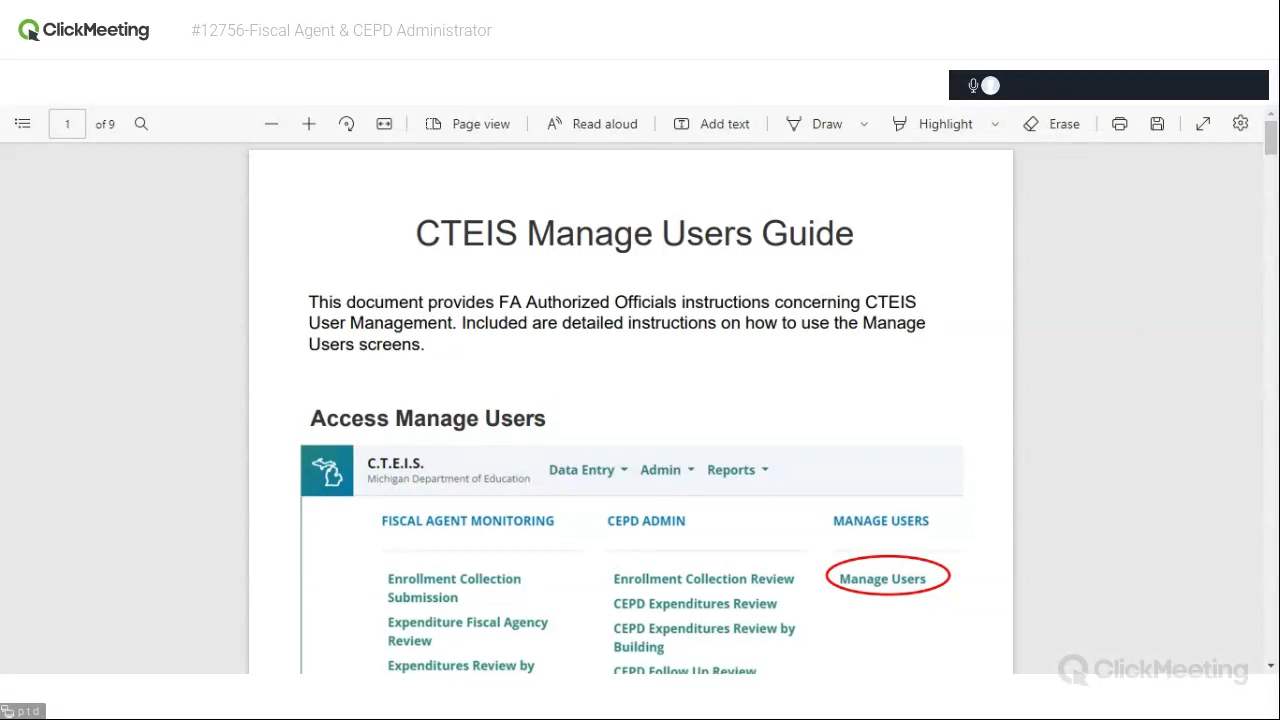 ClickMeeting
#12756-Fiscal Agent & CEPD Administrator
1 of 9 Page view Read aloud Add text Draw Highlight Erase
CTEIS Manage Users Guide
This document provides FA Authorized Officials instructions concerning CTEIS
User Management. Included are detailed instructions on how to use the Manage
Users screens.
Access Manage Users
C.T.E.I.S.
Michigan Department of Education
Data Entry Admin Reports
FISCAL AGENT MONITORING CEPD ADMIN MANAGE USERS
Enrollment Collection
Submission
Expenditure Fiscal Agency
Review
Expenditures Review by
Enrollment Collection Review
CEPD Expenditures Review
CEPD Expenditures Review by
Building
CEPD Follow Up Review
Manage Users
ClickMeeting
ptd